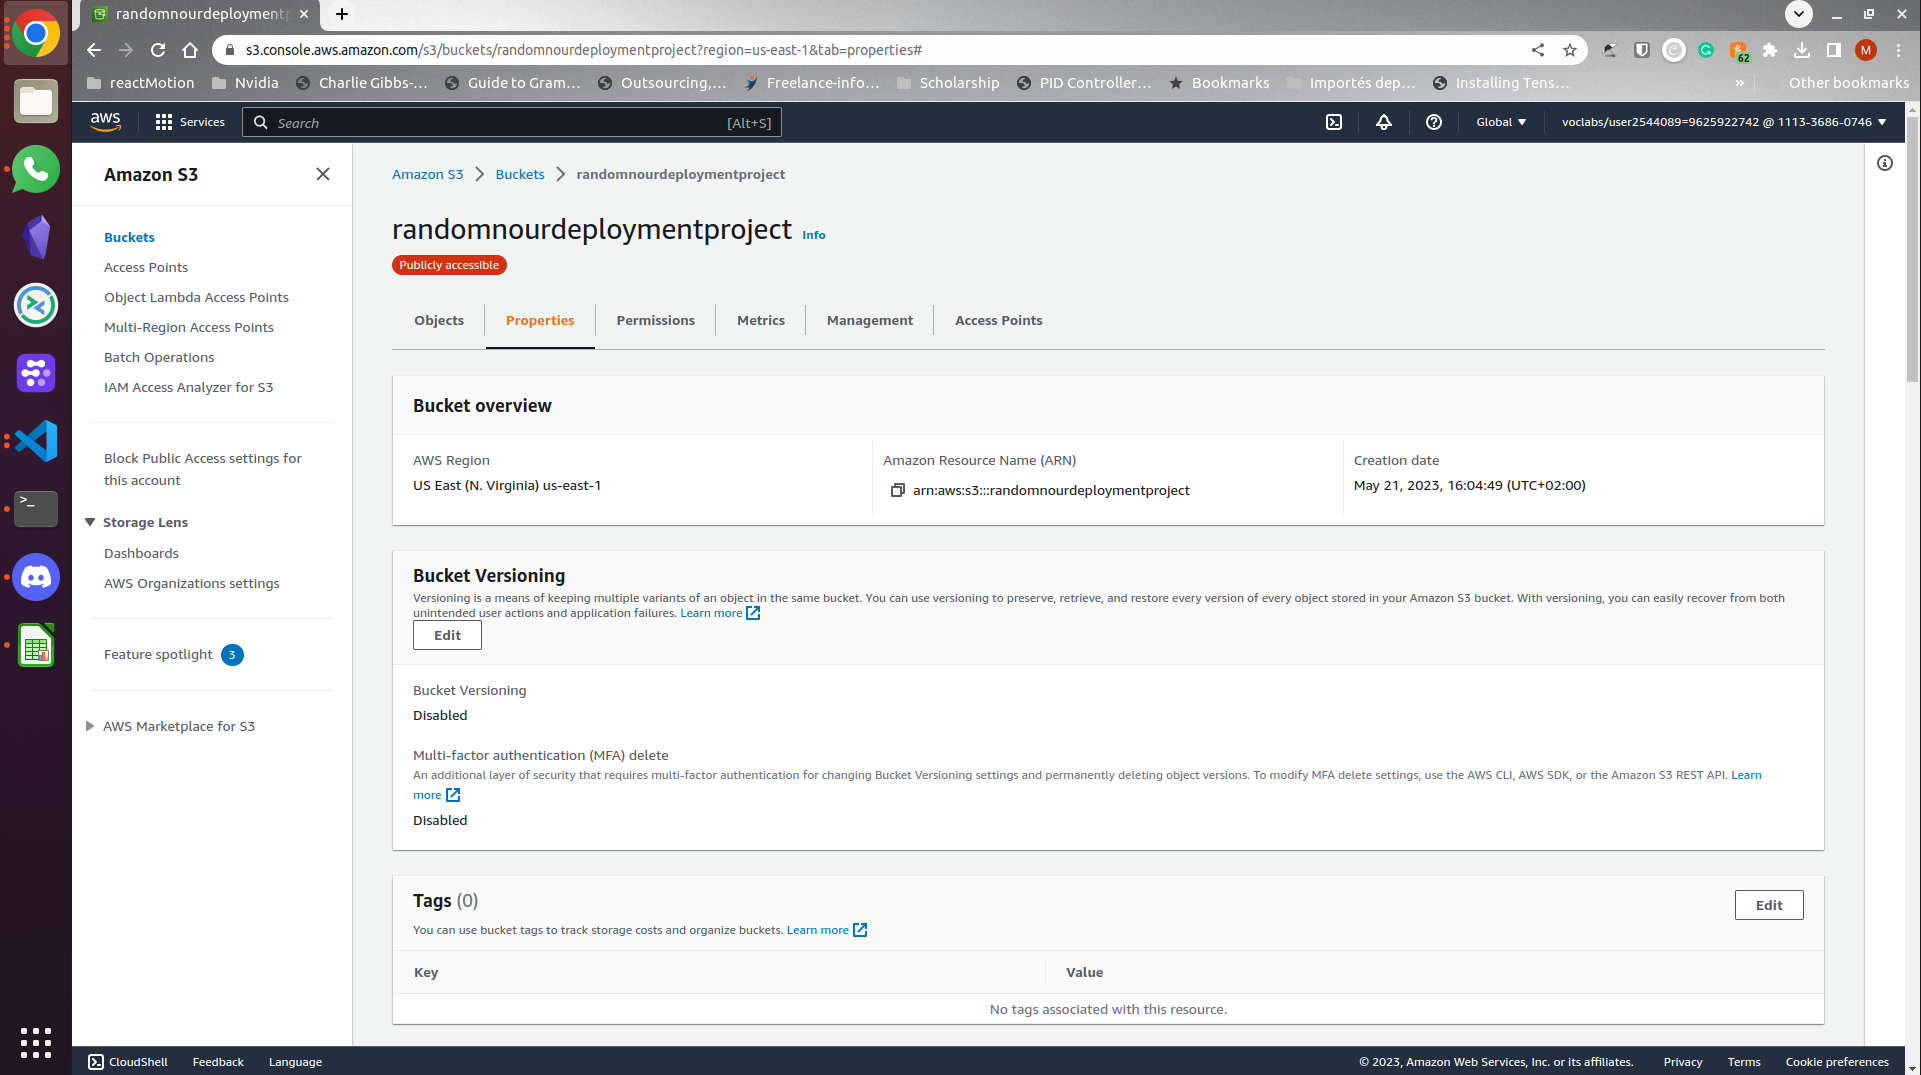 randomnourdeploymentp
s3.console.aws.amazon.com/s3/buckets/randomnourdeploymentproject?region=us-east-1&tab=properties#
62
M
reactMotion
Nvidia
Charlie Gibbs-...
Guide to Gram...
Outsourcing,...
Freelance-info...
Scholarship
PID Controller...
Bookmarks
Importés dep...
Installing Tens...
»
Other bookmarks
aws
Services
Search
[Alt+S]
Global
voclabs/user2544089=9625922742 @ 1113-3686-0746
Amazon S3
Buckets
Access Points
Object Lambda Access Points
Multi-Region Access Points
Batch Operations
IAM Access Analyzer for S3
Block Public Access settings for
this account
Storage Lens
Dashboards
AWS Organizations settings
Feature spotlight 3
AWS Marketplace for S3
Amazon S3 > Buckets > randomnourdeploymentproject
randomnourdeploymentproject Info
Publicly accessible
Objects
Properties
Permissions
Metrics
Management
Access Points
Bucket overview
AWS Region
US East (N. Virginia) us-east-1
Amazon Resource Name (ARN)
arn:aws:s3:::randomnourdeploymentproject
Creation date
May 21, 2023, 16:04:49 (UTC+02:00)
Bucket Versioning
Versioning is a means of keeping multiple variants of an object in the same bucket. You can use versioning to preserve, retrieve, and restore every version of every object stored in your Amazon S3 bucket. With versioning, you can easily recover from both
unintended user actions and application failures. Learn more
Edit
Bucket Versioning
Disabled
Multi-factor authentication (MFA) delete
An additional layer of security that requires multi-factor authentication for changing Bucket Versioning settings and permanently deleting object versions. To modify MFA delete settings, use the AWS CLI, AWS SDK, or the Amazon S3 REST API. Learn
more
Disabled
Tags (0)
Edit
You can use bucket tags to track storage costs and organize buckets. Learn more
Key
Value
No tags associated with this resource.
CloudShell
Feedback
Language
© 2023, Amazon Web Services, Inc. or its affiliates.
Privacy
Terms
Cookie preferences